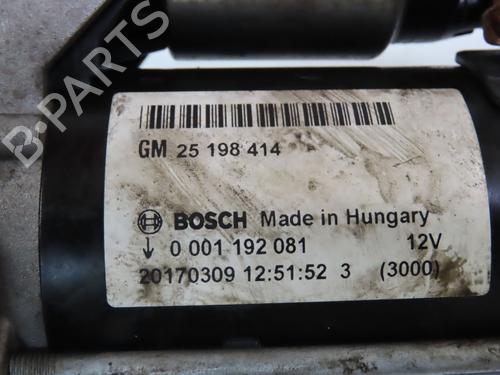 GM 25 198 414
BOSCH Made in Hungary
0 001 192 081 12V
20170309 12:51:52 3 (3000)